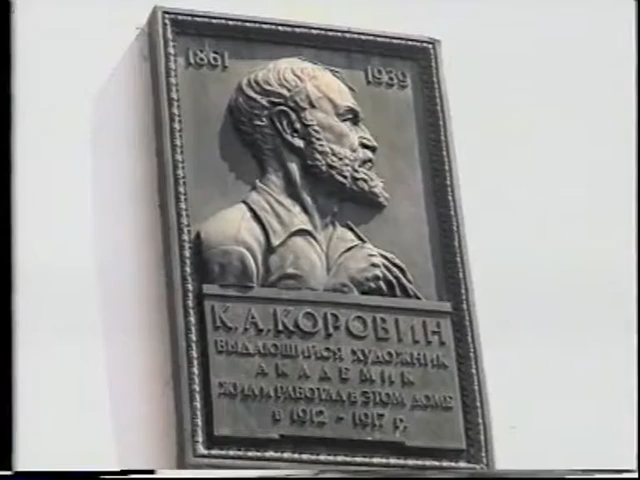 1861 1939
К.А.КОРОВИН
ВЫДАЮЩИЙСЯ ХУДОЖНИК
АКАДЕМИК
ЖИЛ И РАБОТАЛ В ЭТОМ ДОМЕ
В 1912 - 1917 г.